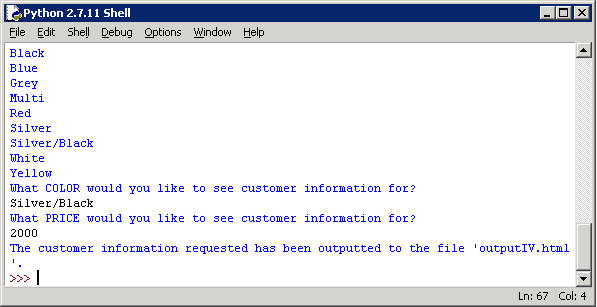 Python 2.7.11 Shell
File Edit Shell Debug Options Window Help
Black
Blue
Grey
Multi
Red
Silver
Silver/Black
White
Yellow
What COLOR would you like to see customer information for?
Silver/Black
What PRICE would you like to see customer information for?
2000
The customer information requested has been outputted to the file 'outputIV.html
'.
>>>
Ln: 67 Col: 4